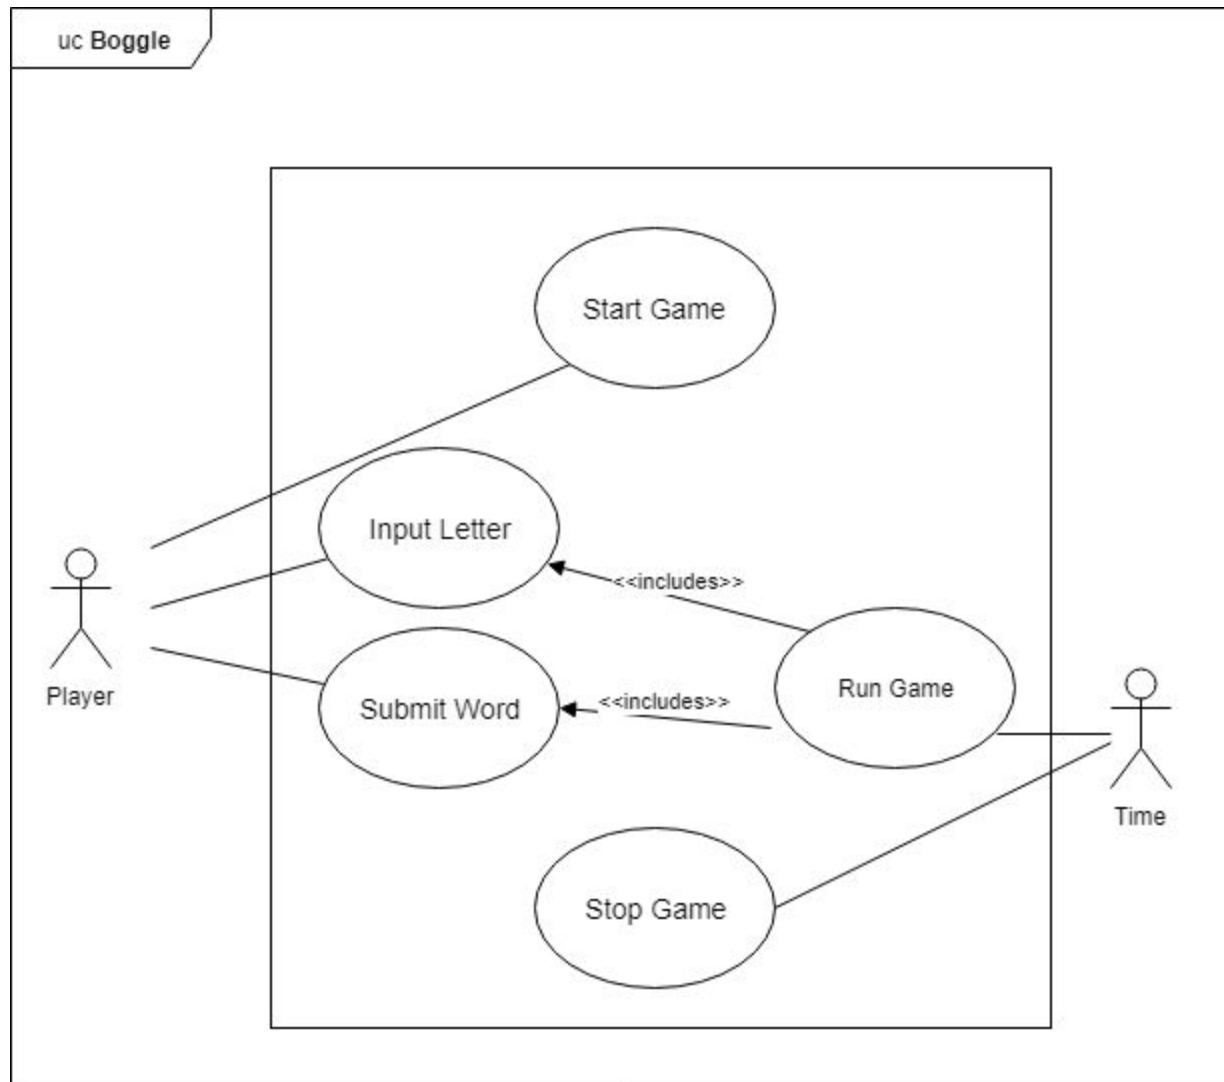 uc Boggle
Start Game
Input Letter
<<includes>>
Run Game
Player
Submit Word
<<includes>>
Time
Stop Game